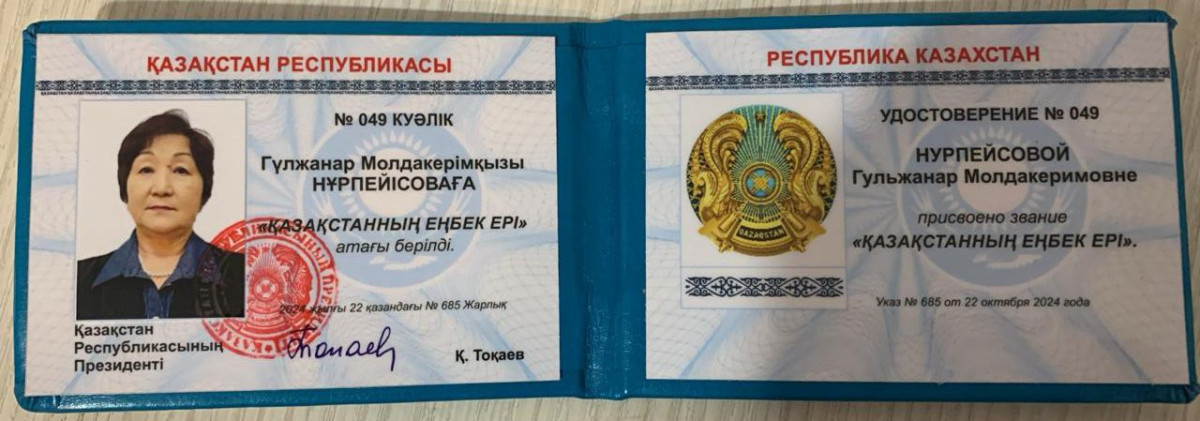 ҚАЗАҚСТАН РЕСПУБЛИКАСЫ
№ 049 КУӘЛІК
Гүлжанар Молдакерімқызы
НҰРПЕЙІСОВАҒА
«ҚАЗАҚСТАННЫҢ ЕҢБЕК ЕРІ»
атағы берілді.
2024 жылғы 22 қазандағы № 685 Жарлық
Қазақстан
Республикасының
Президенті
Қ. Тоқаев
РЕСПУБЛИКА КАЗАХСТАН
УДОСТОВЕРЕНИЕ № 049
НУРПЕЙСОВОЙ
Гульжанар Молдакеримовне
присвоено звание
«ҚАЗАҚСТАННЫҢ ЕҢБЕК ЕРІ».
Указ № 685 от 22 октября 2024 года
QAZAQSTAN